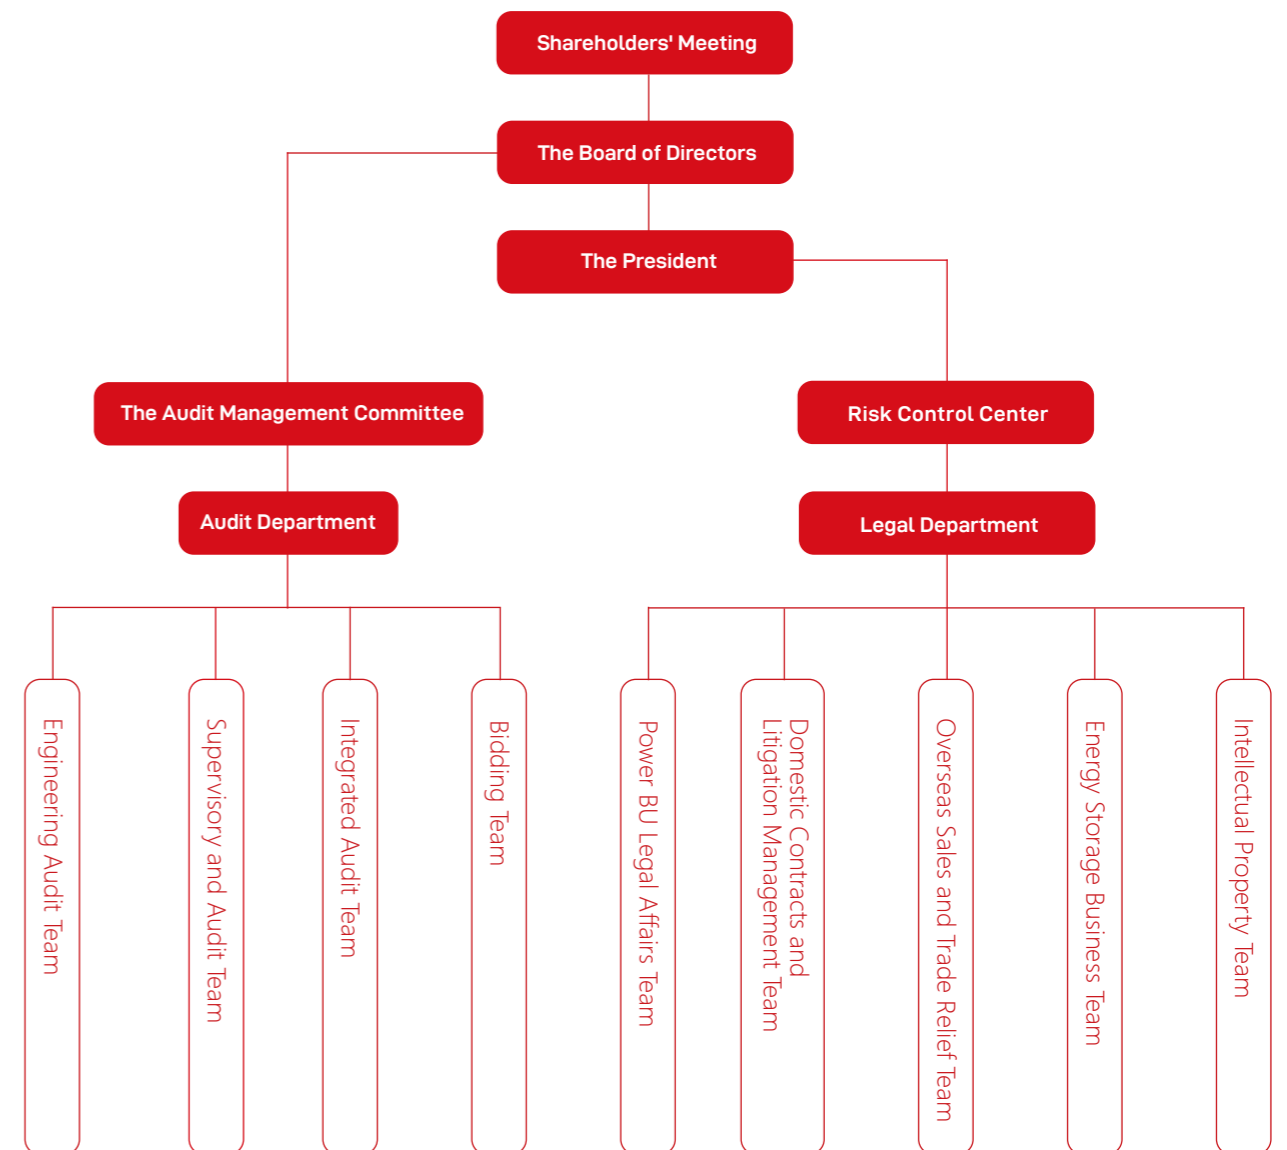 Shareholders' Meeting
The Board of Directors
The President
The Audit Management Committee
Risk Control Center
Audit Department
Legal Department
Engineering Audit Team
Supervisory and Audit Team
Integrated Audit Team
Bidding Team
Power BU Legal Affairs Team
Domestic Contracts and
Litigation Management Team
Overseas Sales and Trade Relief Team
Energy Storage Business Team
Intellectual Property Team